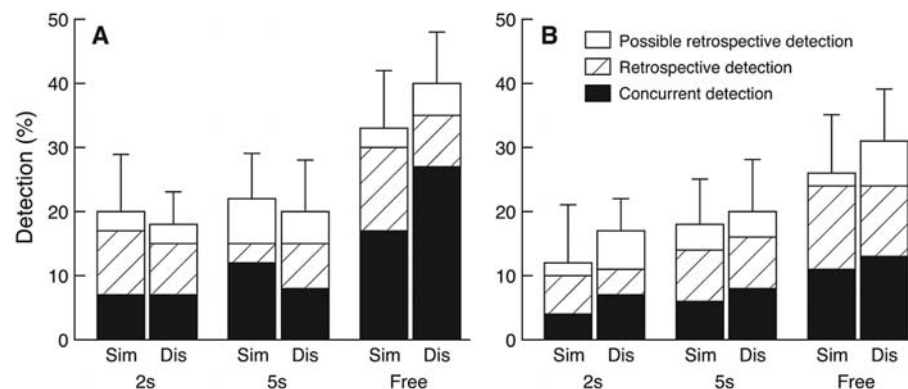 50
40
30
20
10
0
Detection (%)
A
Sim Dis Sim Dis Sim Dis
2s 5s Free
50
40
30
20
10
0
B
Possible retrospective detection
Retrospective detection
Concurrent detection
Sim Dis Sim Dis Sim Dis
2s 5s Free